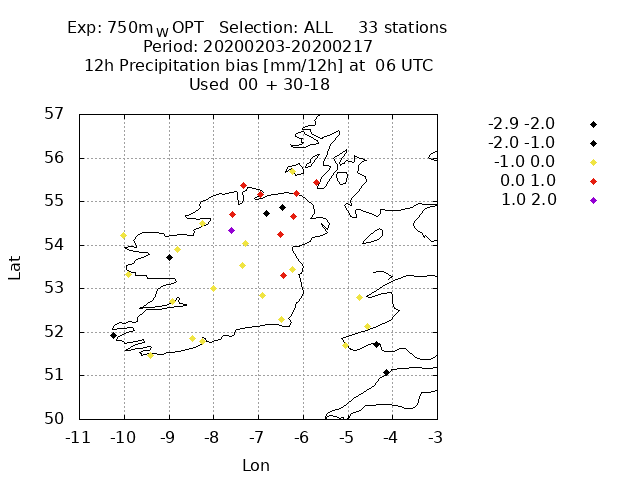 Exp: 750m_W OPT Selection: ALL 33 stations
Period: 20200203-20200217
12h Precipitation bias [mm/12h] at 06 UTC
Used 00 + 30-18
57
56
55
54
53
52
51
50
-11 -10 -9 -8 -7 -6 -5 -4 -3
Lat
Lon
-2.9 -2.0
-2.0 -1.0
-1.0 0.0
0.0 1.0
1.0 2.0